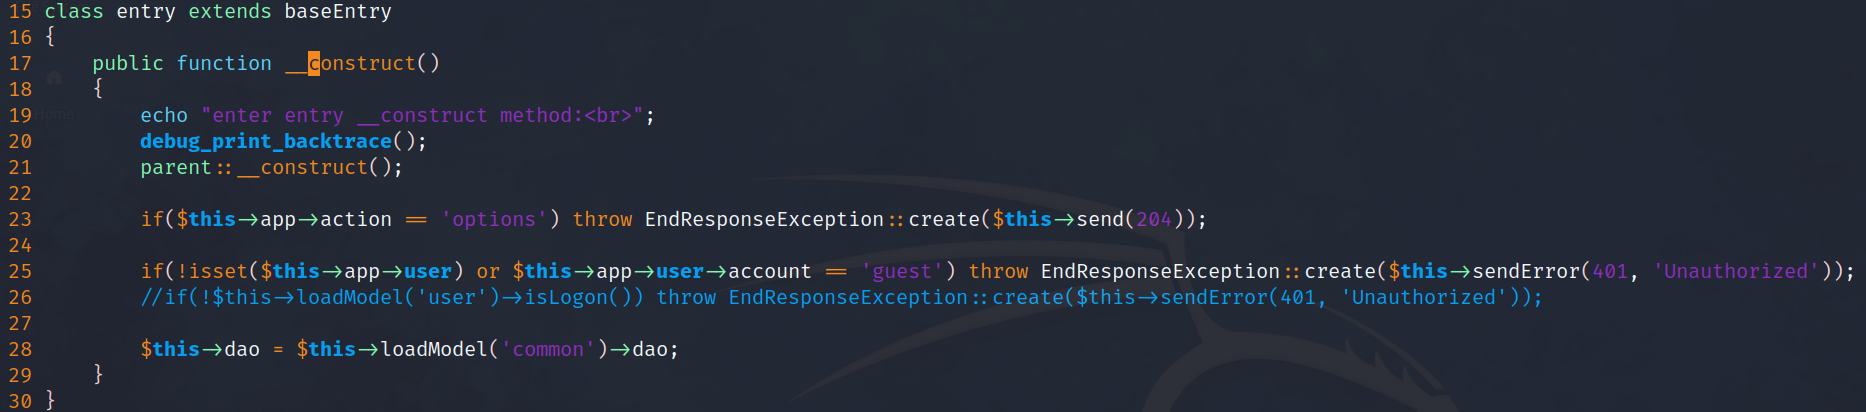 15 class entry extends baseEntry
16 {
17     public function __construct()
18     {
19         echo "enter entry __construct method:<br>";
20         debug_print_backtrace();
21         parent::__construct();
22
23         if($this->app->action == 'options') throw EndResponseException::create($this->send(204));
24
25         if(!isset($this->app->user) or $this->app->user->account == 'guest') throw EndResponseException::create($this->sendError(401, 'Unauthorized'));
26         //if(!$this->loadModel('user')->isLogon()) throw EndResponseException::create($this->sendError(401, 'Unauthorized'));
27
28         $this->dao = $this->loadModel('common')->dao;
29     }
30 }
Home